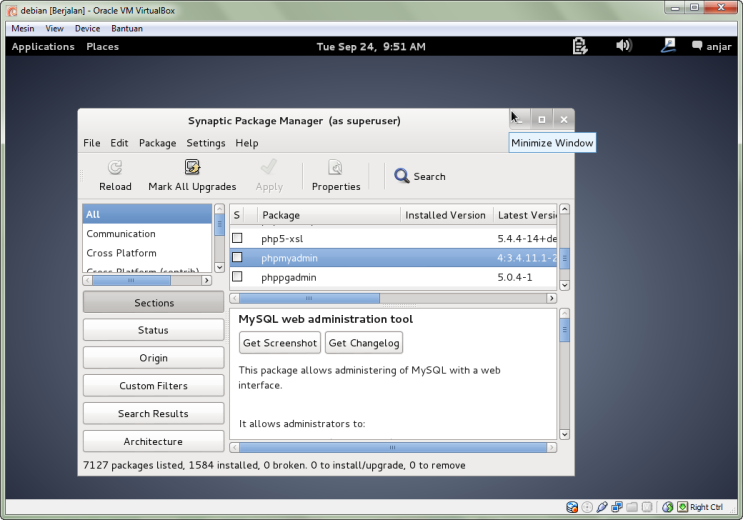 debian [Berjalan] - Oracle VM VirtualBox
Mesin View Device Bantuan
Applications Places Tue Sep 24, 9:51 AM anjar
Synaptic Package Manager (as superuser)
Minimize Window
File Edit Package Settings Help
Reload Mark All Upgrades Apply Properties Search
All
Communication
Cross Platform
S Package Installed Version Latest Versi
php5-xsl 5.4.4-14+de
phpmyadmin 4:3.4.11.1-2
phppgadmin 5.0.4-1
Sections
Status
Origin
Custom Filters
Search Results
Architecture
MySQL web administration tool
Get Screenshot Get Changelog
This package allows administering of MySQL with a web
interface.
It allows administrators to:
7127 packages listed, 1584 installed, 0 broken. 0 to install/upgrade, 0 to remove
Right Ctrl